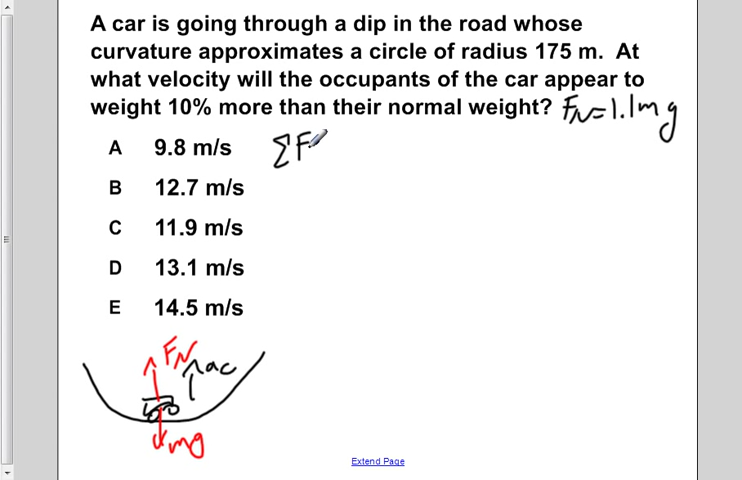 A car is going through a dip in the road whose
curvature approximates a circle of radius 175 m. At
what velocity will the occupants of the car appear to
weight 10% more than their normal weight? FN=1.1mg
A 9.8 m/s ΣF
B 12.7 m/s
C 11.9 m/s
D 13.1 m/s
E 14.5 m/s
FN
ac
mg
Extend Page